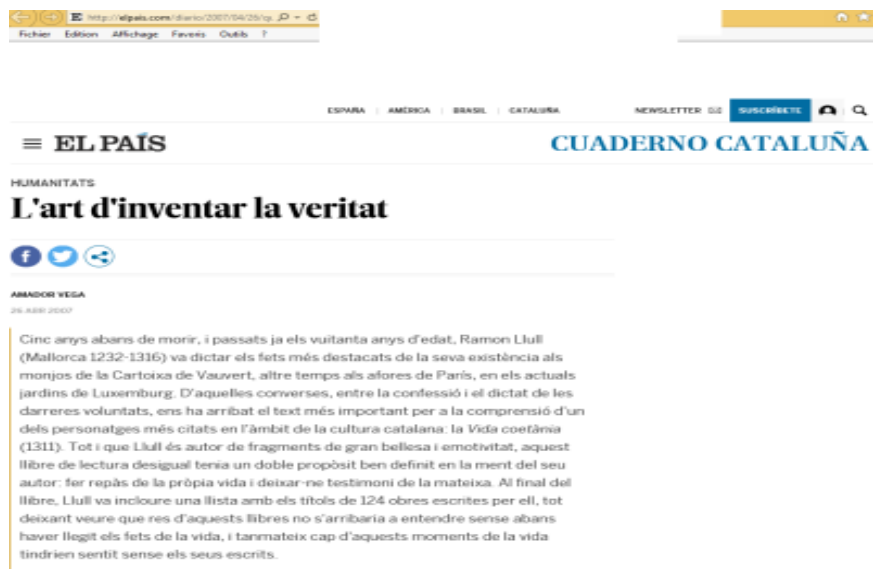 http://elpais.com/diario/2007/04/26/qu
Fichier Edition Affichage Favoris Outils ?
ESPAÑA AMÉRICA BRASIL CATALUÑA NEWSLETTER SUSCRÍBETE
EL PAÍS CUADERNO CATALUÑA
HUMANITATS
L'art d'inventar la veritat
AMADOR VEGA
26 ABR 2007
Cinc anys abans de morir, i passats ja els vuitanta anys d'edat, Ramon Llull
(Mallorca 1232-1316) va dictar els fets més destacats de la seva existència als
monjos de la Cartoixa de Vauvert, altre temps als afores de París, en els actuals
jardins de Luxemburg. D'aquelles converses, entre la confessió i el dictat de les
darreres voluntats, ens ha arribat el text més important per a la comprensió d'un
dels personatges més citats en l'àmbit de la cultura catalana: la Vida coetània
(1311). Tot i que Llull és autor de fragments de gran bellesa i emotivitat, aquest
llibre de lectura desigual tenia un doble propòsit ben definit en la ment del seu
autor: fer repàs de la pròpia vida i deixar-ne testimoni de la mateixa. Al final del
llibre, Llull va incloure una llista amb els títols de 124 obres escrites per ell, tot
deixant veure que res d'aquests llibres no s'arribaria a entendre sense abans
haver llegit els fets de la vida, i tanmateix cap d'aquests moments de la vida
tindrien sentit sense els seus escrits.